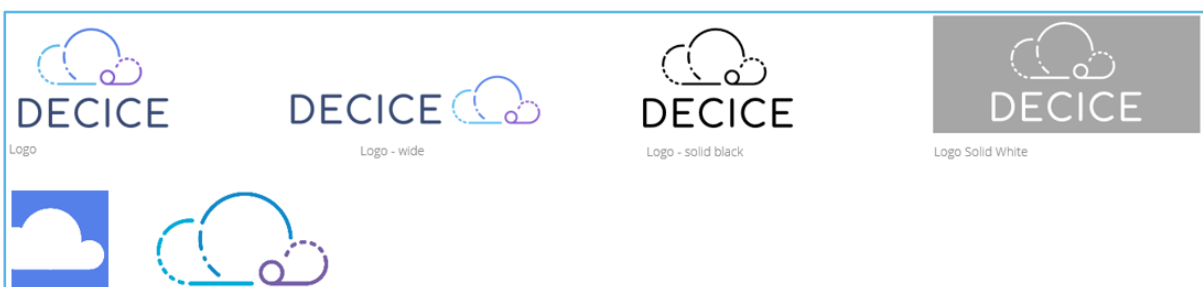 DECICE
DECICE
DECICE
DECICE
Logo
Logo - wide
Logo - solid black
Logo Solid White